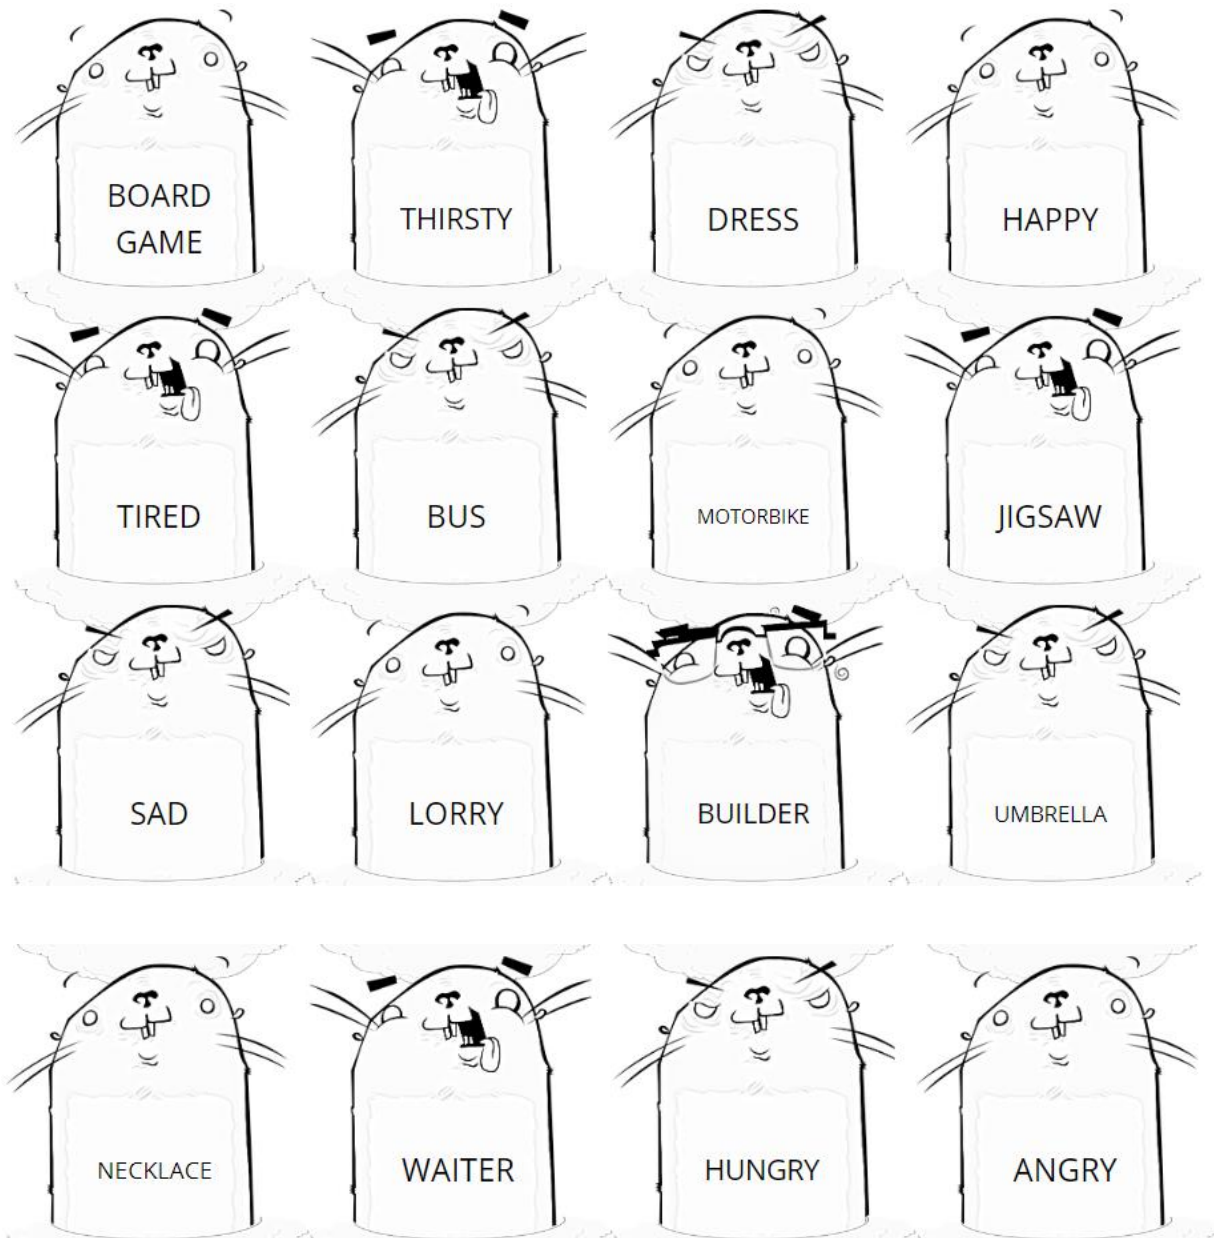 BOARD
GAME
THIRSTY
DRESS
HAPPY
TIRED
BUS
MOTORBIKE
JIGSAW
SAD
LORRY
BUILDER
UMBRELLA
NECKLACE
WAITER
HUNGRY
ANGRY